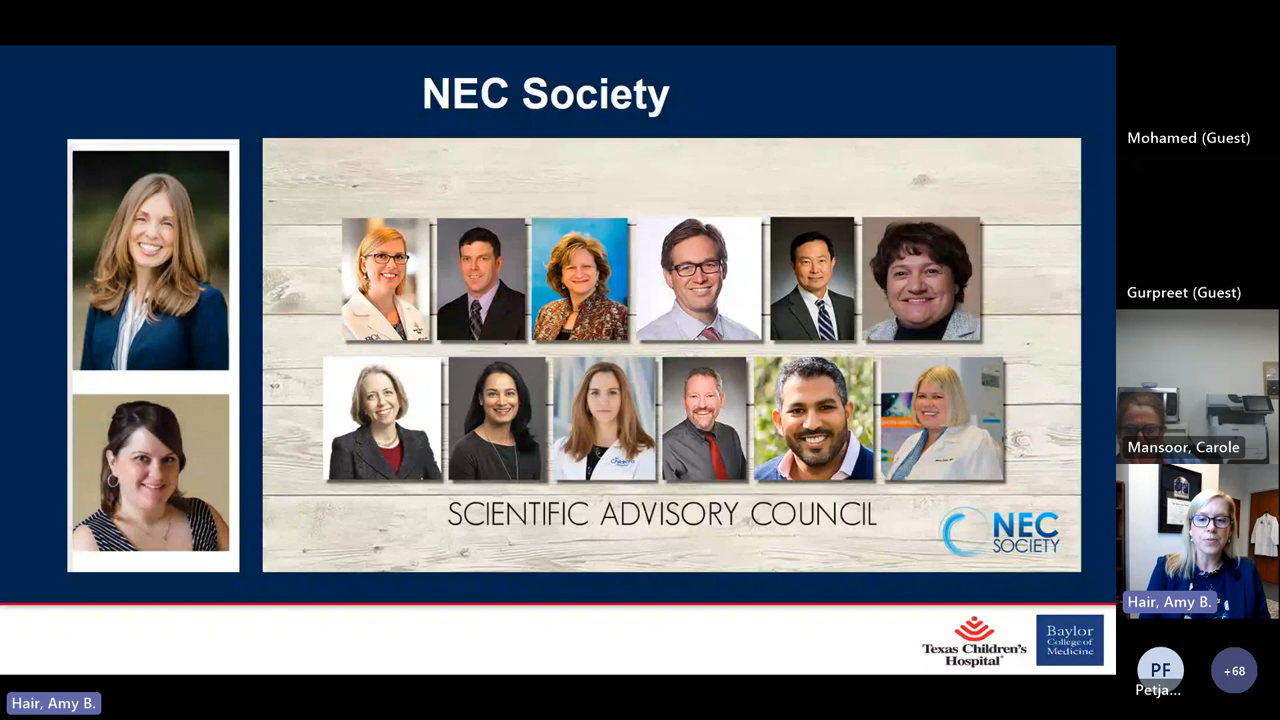 NEC Society
SCIENTIFIC ADVISORY COUNCIL
NEC
SOCIETY
Texas Children's
Hospital
Baylor
College of
Medicine
Hair, Amy B.
Mohamed (Guest)
Gurpreet (Guest)
Mansoor, Carole
Hair, Amy B.
PF
Petja...
+68